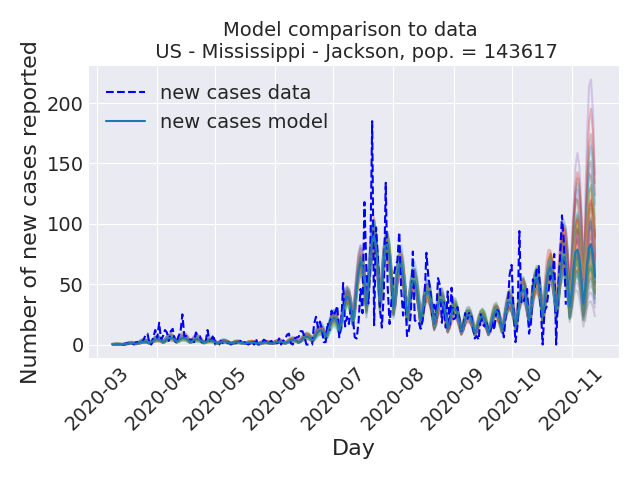 Model comparison to data
US - Mississippi - Jackson, pop. = 143617
Number of new cases reported
200
150
100
50
0
new cases data
new cases model
2020-03
2020-04
2020-05
2020-06
2020-07
2020-08
2020-09
2020-10
2020-11
Day